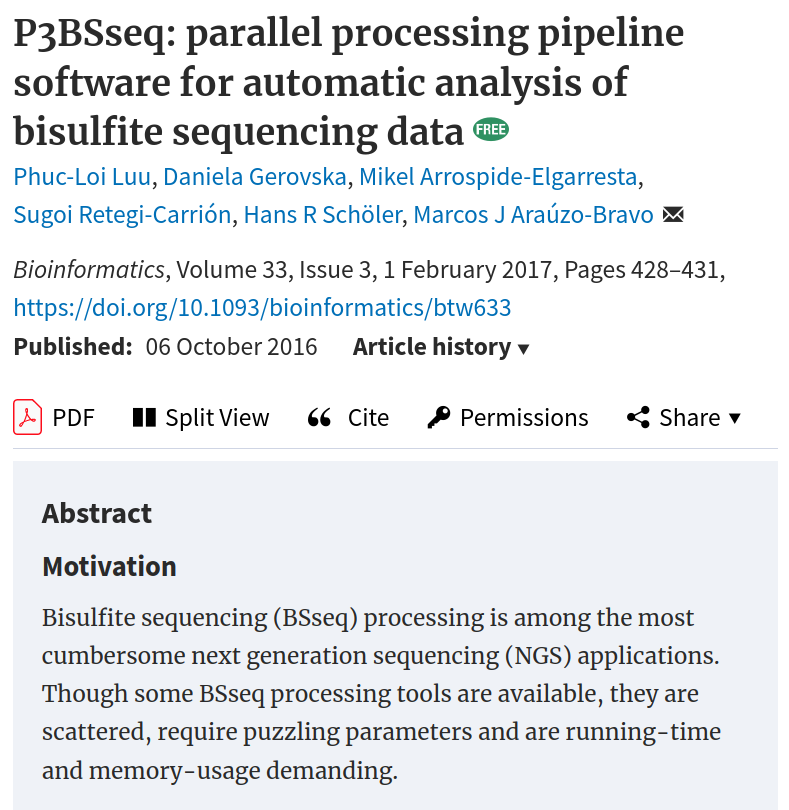 P3BSseq: parallel processing pipeline
software for automatic analysis of
bisulfite sequencing data FREE
Phuc-Loi Luu, Daniela Gerovska, Mikel Arrospide-Elgarresta,
Sugoi Retegi-Carrión, Hans R Schöler, Marcos J Araúzo-Bravo
Bioinformatics, Volume 33, Issue 3, 1 February 2017, Pages 428–431,
https://doi.org/10.1093/bioinformatics/btw633
Published: 06 October 2016 Article history ▼
PDF Split View Cite Permissions Share ▼
Abstract
Motivation
Bisulfite sequencing (BSseq) processing is among the most
cumbersome next generation sequencing (NGS) applications.
Though some BSseq processing tools are available, they are
scattered, require puzzling parameters and are running-time
and memory-usage demanding.